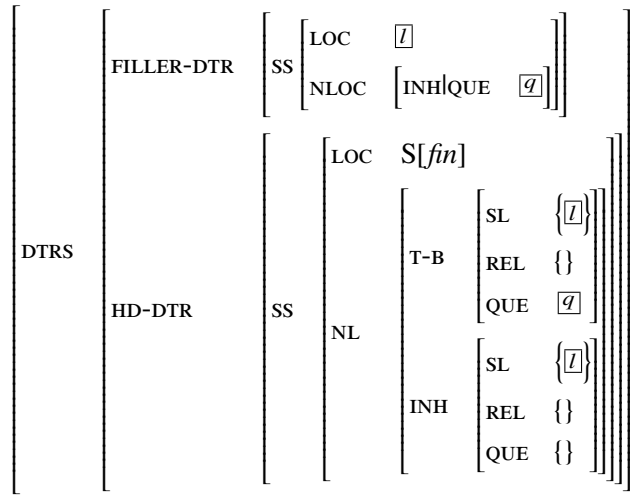 LOC l
FILLER-DTR SS
NLOC INH|QUE q
LOC S[fin]
SL {l}
T-B REL {}
DTRS QUE q
HD-DTR SS
NL
SL {l}
INH REL {}
QUE {}